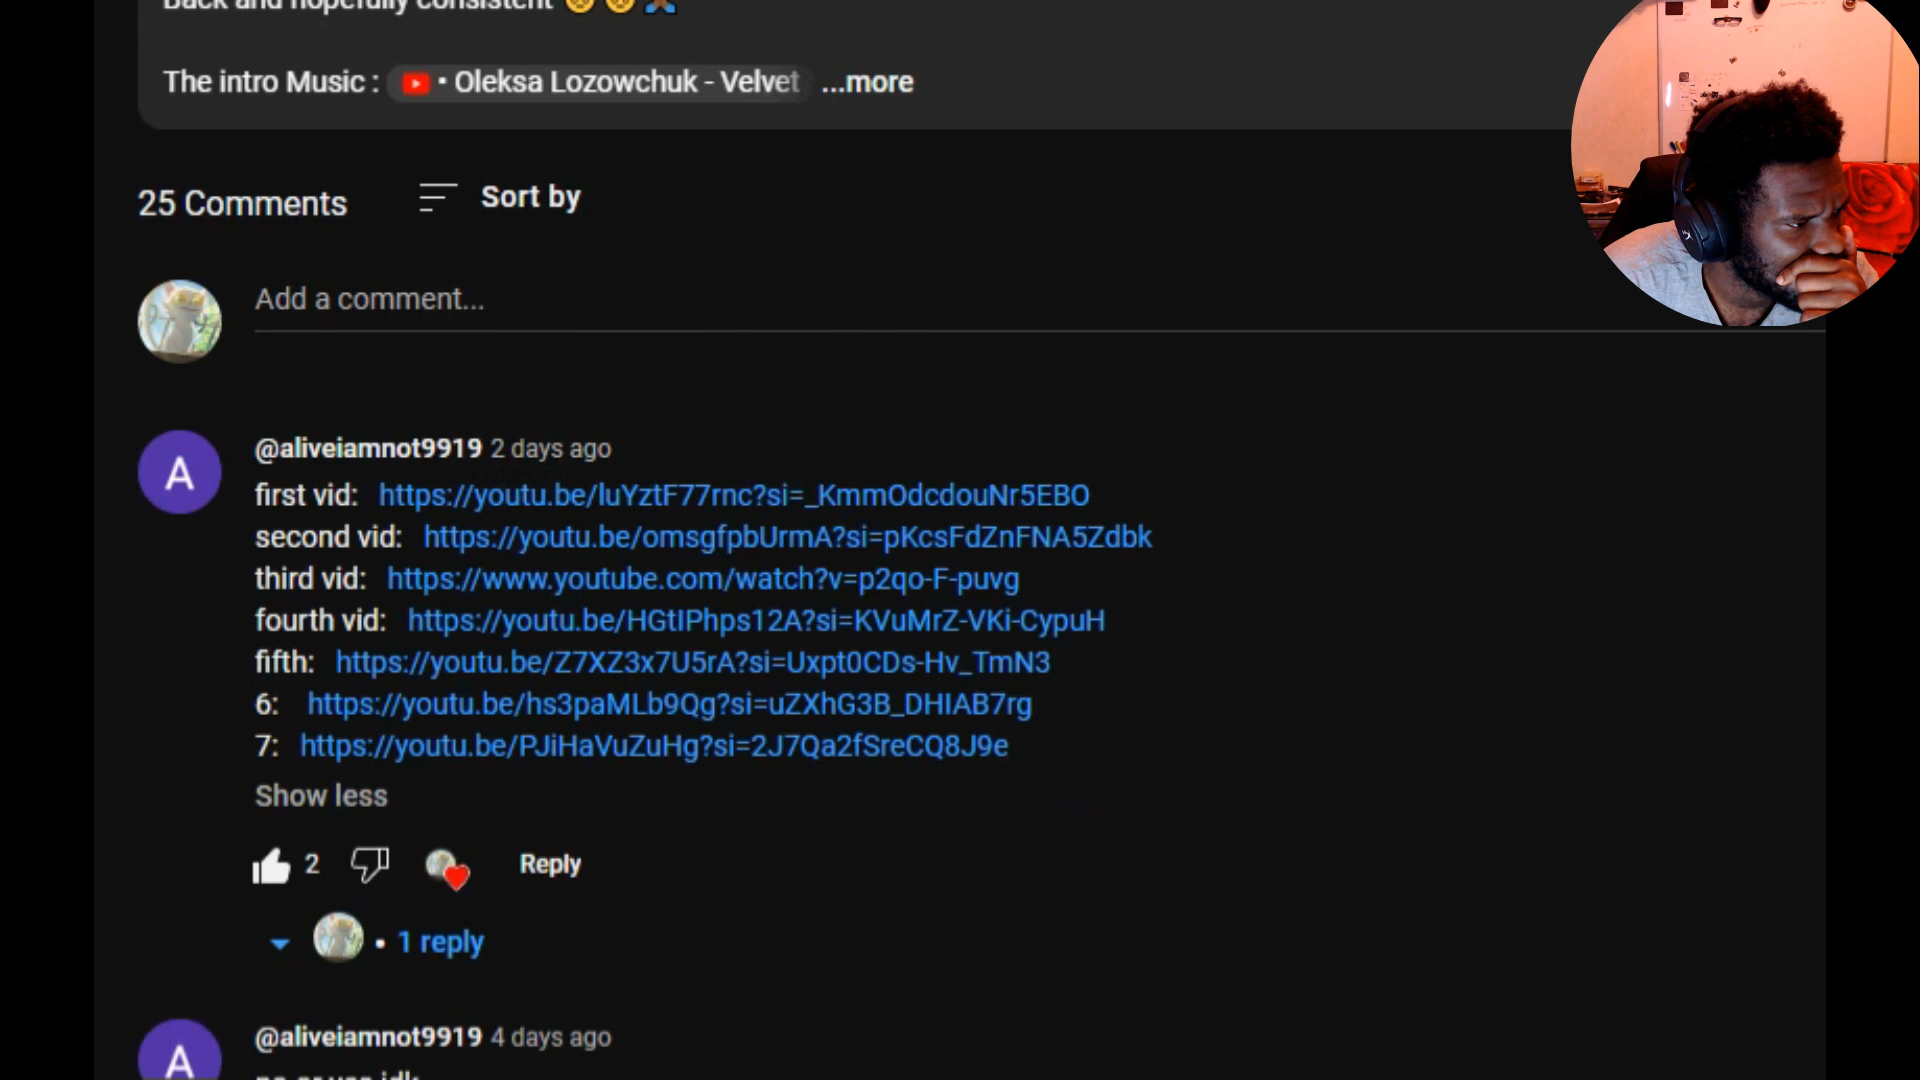 Back and hopefully consistent
The intro Music : • Oleksa Lozowchuk - Velvet ...more
25 Comments Sort by
Add a comment...
A @aliveiamnot9919 2 days ago
first vid: https://youtu.be/luYztF77rnc?si=_KmmOdcdouNr5EBO
second vid: https://youtu.be/omsgfpbUrmA?si=pKcsFdZnFNA5Zdbk
third vid: https://www.youtube.com/watch?v=p2qo-F-puvg
fourth vid: https://youtu.be/HGtIPhps12A?si=KVuMrZ-VKi-CypuH
fifth: https://youtu.be/Z7XZ3x7U5rA?si=Uxpt0CDs-Hv_TmN3
6: https://youtu.be/hs3paMLb9Qg?si=uZXhG3B_DHIAB7rg
7: https://youtu.be/PJiHaVuZuHg?si=2J7Qa2fSreCQ8J9e
Show less
2 Reply
• 1 reply
A @aliveiamnot9919 4 days ago